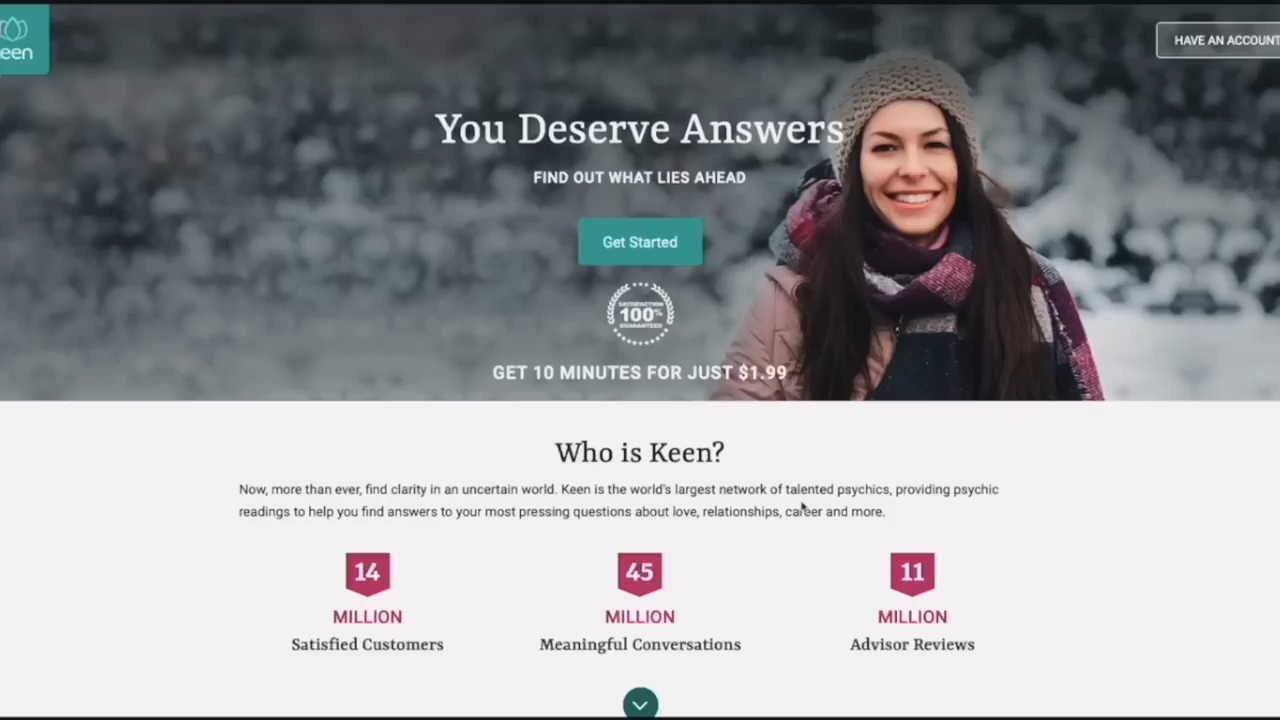 een
HAVE AN ACCOUNT
You Deserve Answers
FIND OUT WHAT LIES AHEAD
Get Started
SATISFACTION
100%
GUARANTEED
GET 10 MINUTES FOR JUST $1.99
Who is Keen?
Now, more than ever, find clarity in an uncertain world. Keen is the world's largest network of talented psychics, providing psychic
readings to help you find answers to your most pressing questions about love, relationships, career and more.
14
45
11
MILLION
MILLION
MILLION
Satisfied Customers
Meaningful Conversations
Advisor Reviews